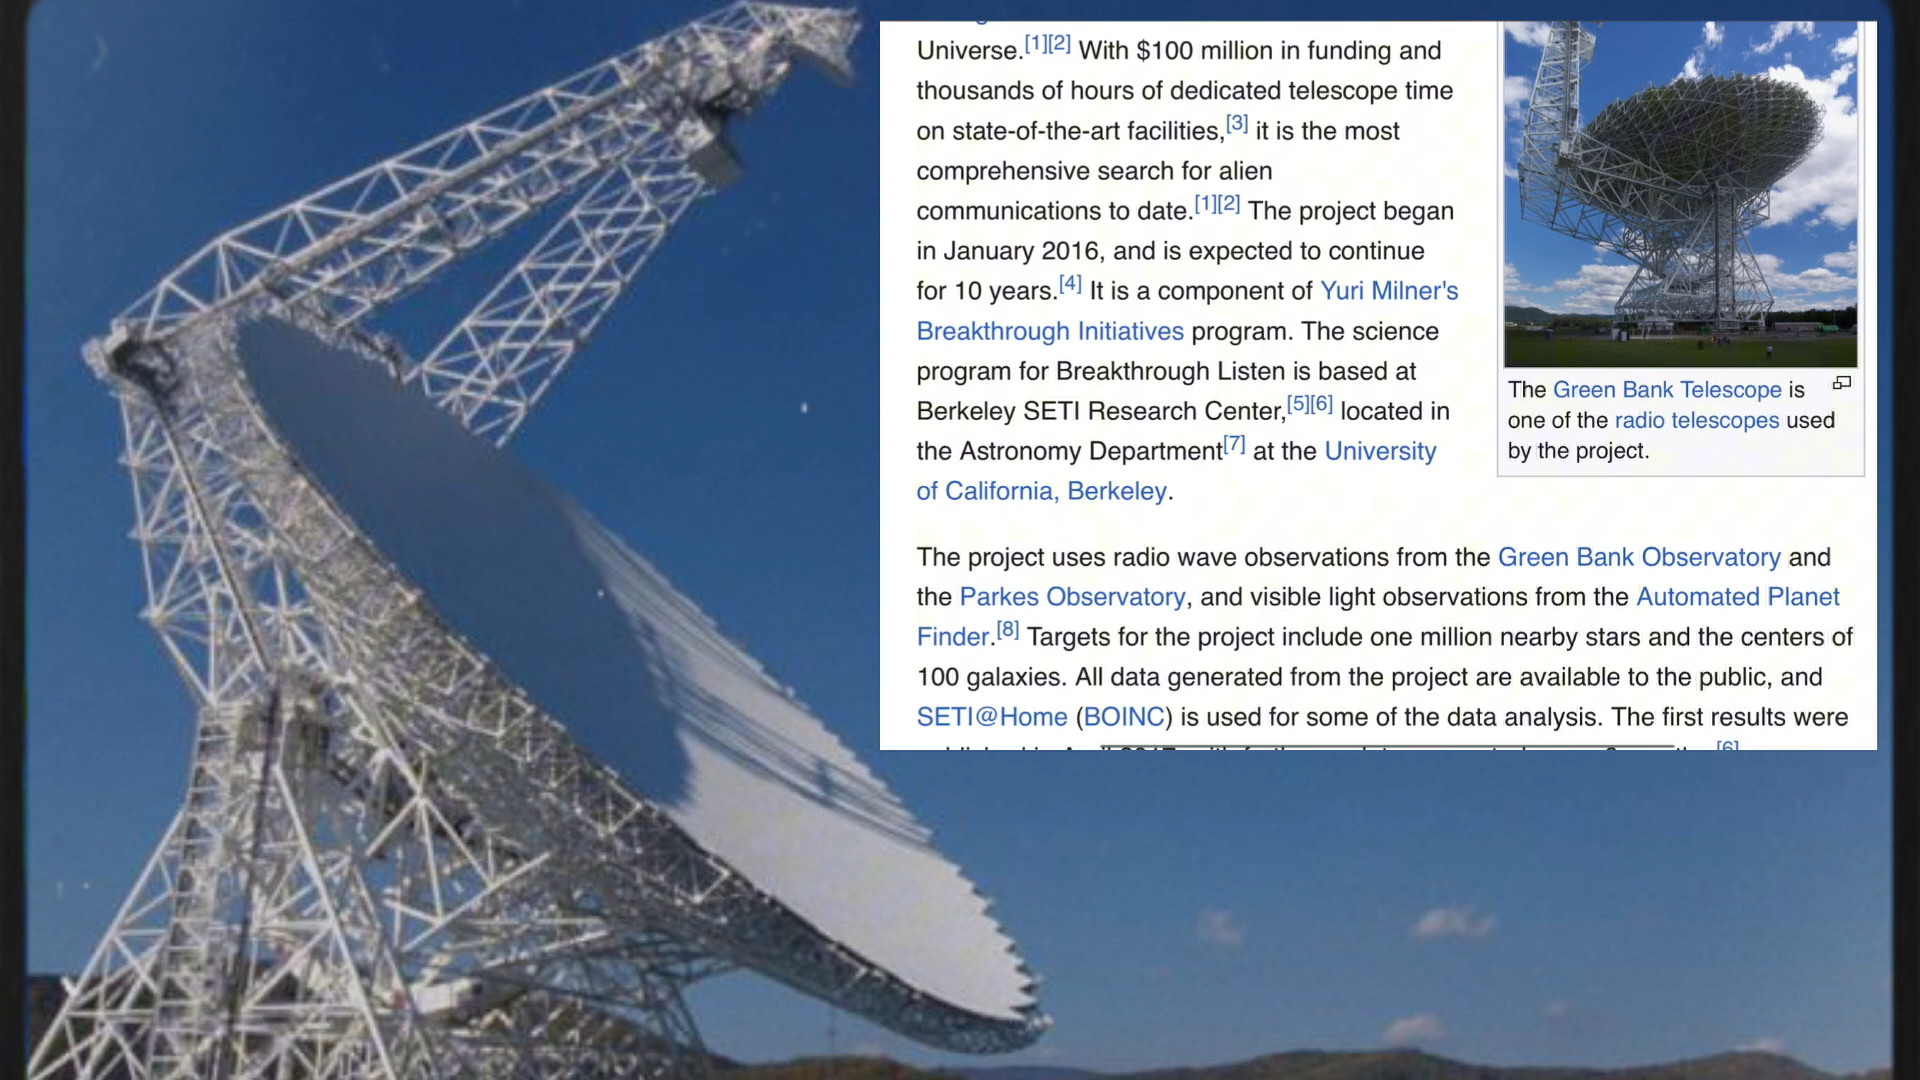 Universe.[1][2] With $100 million in funding and
thousands of hours of dedicated telescope time
on state-of-the-art facilities,[3] it is the most
comprehensive search for alien
communications to date.[1][2] The project began
in January 2016, and is expected to continue
for 10 years.[4] It is a component of Yuri Milner's
Breakthrough Initiatives program. The science
program for Breakthrough Listen is based at
Berkeley SETI Research Center,[5][6] located in
the Astronomy Department[7] at the University
of California, Berkeley.
The Green Bank Telescope is
one of the radio telescopes used
by the project.
The project uses radio wave observations from the Green Bank Observatory and
the Parkes Observatory, and visible light observations from the Automated Planet
Finder.[8] Targets for the project include one million nearby stars and the centers of
100 galaxies. All data generated from the project are available to the public, and
SETI@Home (BOINC) is used for some of the data analysis. The first results were
[6]